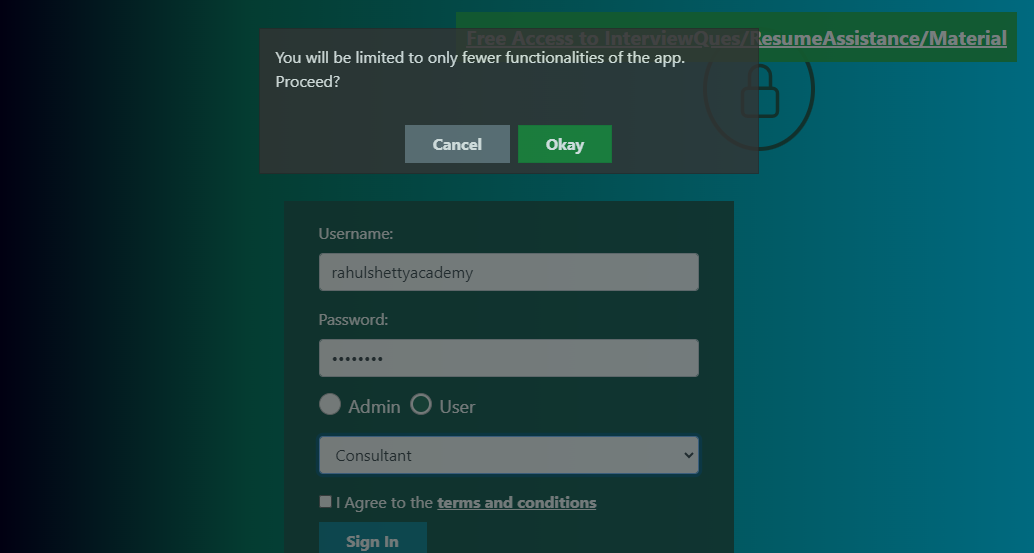 Free Access to InterviewQues/ResumeAssistance/Material
You will be limited to only fewer functionalities of the app.
Proceed?
Cancel Okay
Username:
rahulshettyacademy
Password:
••••••••
Admin User
Consultant
I Agree to the terms and conditions
Sign In